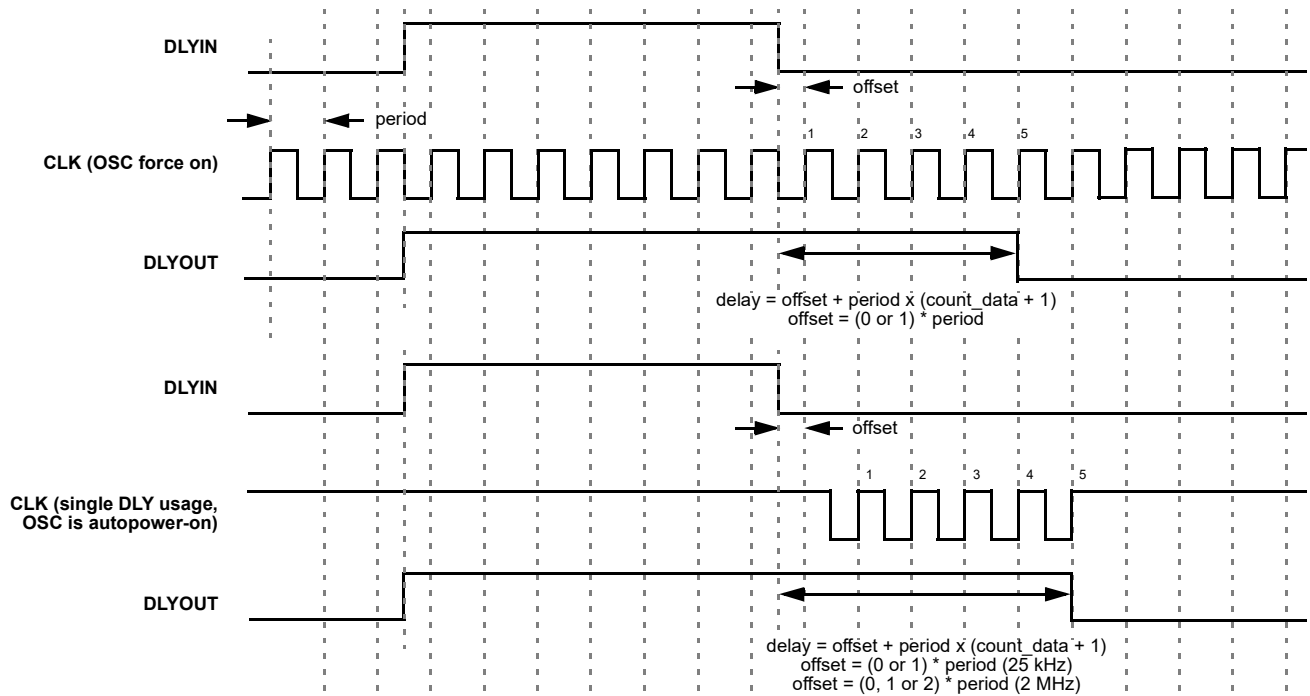 DLYIN
offset
period
1 2 3 4 5
CLK (OSC force on)
DLYOUT
delay = offset + period x (count_data + 1)
offset = (0 or 1) * period
DLYIN
offset
1 2 3 4 5
CLK (single DLY usage,
OSC is autopower-on)
DLYOUT
delay = offset + period x (count_data + 1)
offset = (0 or 1) * period (25 kHz)
offset = (0, 1 or 2) * period (2 MHz)